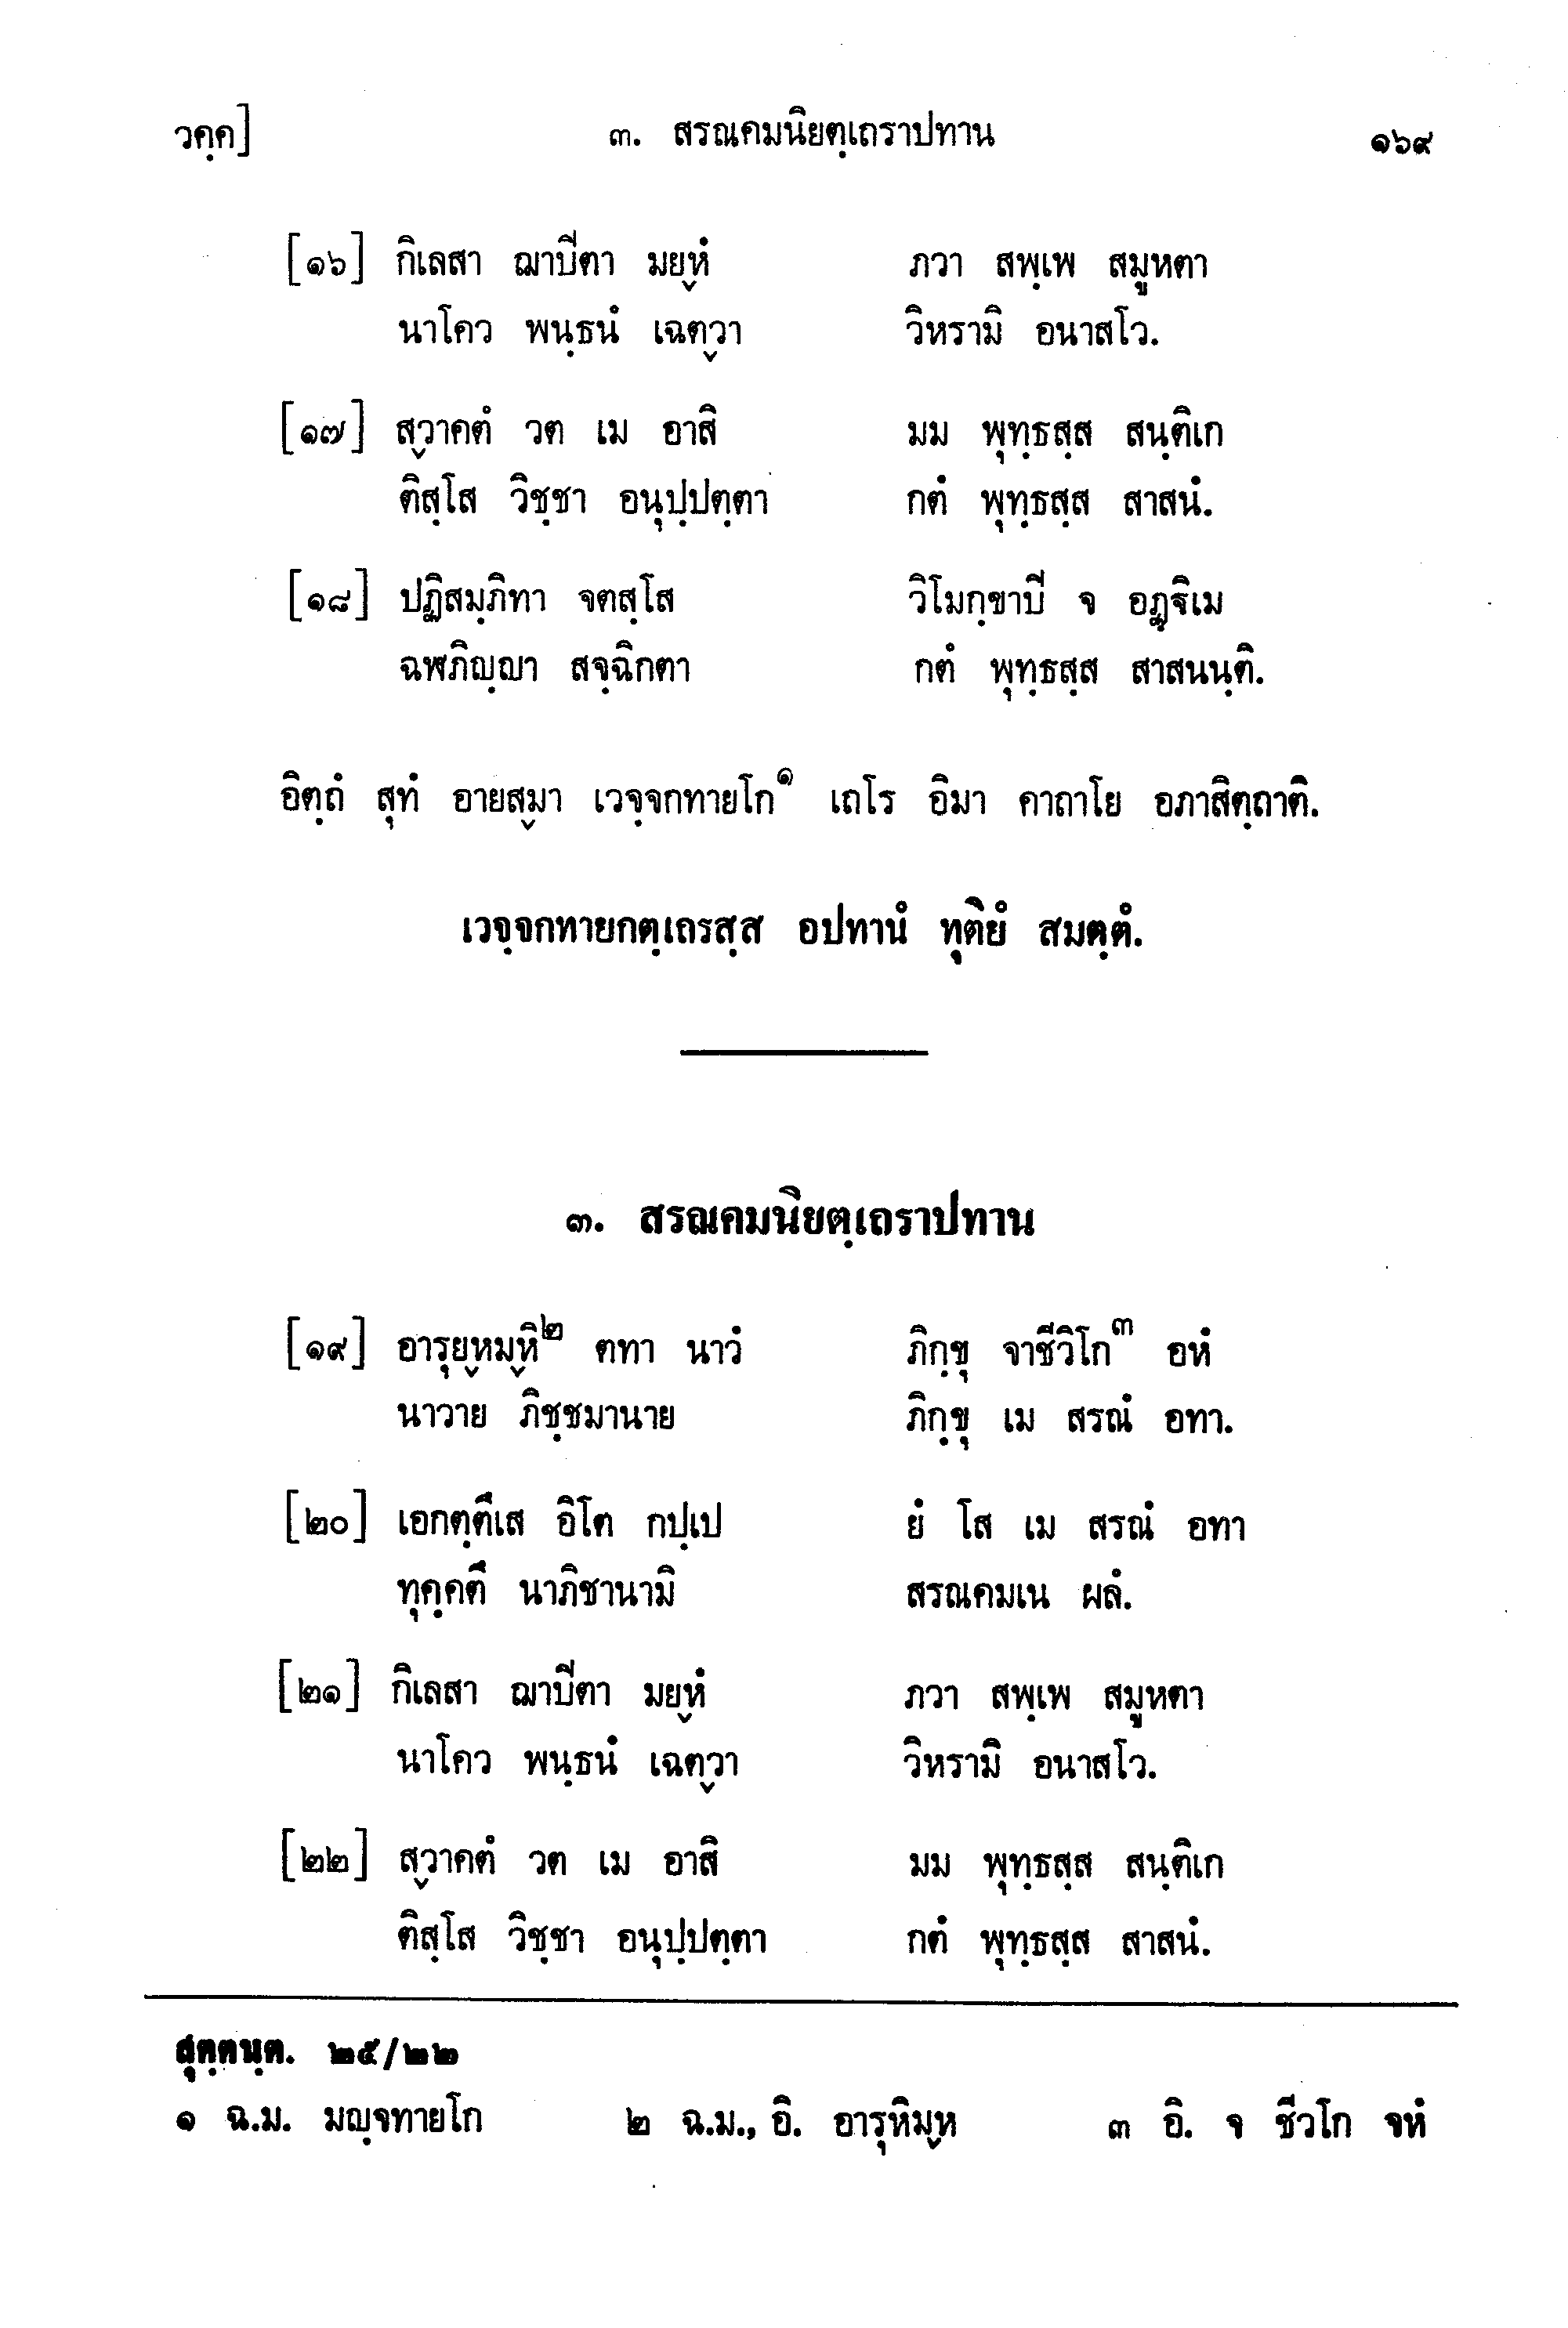 วคฺค] ๓. สรณคมนิยตฺเถราปทาน ๑๖๙
[๑๖] กิเลสา ฌาปีตา มยฺหํ ภวา สพฺเพ สมูหตา
นาโคว พนฺธนํ เฉตฺวา วิหรามิ อนาสโว.
[๑๗] สฺวาคตํ วต เม อาสิ มม พุทฺธสฺส สนฺติเก
ติสฺโส วิชฺชา อนุปฺปตฺตา กตํ พุทฺธสฺส สาสนํ.
[๑๘] ปฏิสมฺภิทา จตสฺโส วิโมกฺขาปี จ อฏฺฐิเม
ฉฬภิญฺญา สจฺฉิกตา กตํ พุทฺธสฺส สาสนนฺติ.
อิตฺถํ สุทํ อายสฺมา เวจฺจกทายโก๑ เถโร อิมา คาถาโย อภาสิตฺถาติ.
เวจฺจกทายกตฺเถรสฺส อปทานํ ทุติยํ สมตฺตํ.
๓. สรณคมนิยตฺเถราปทาน
[๑๙] อารุยฺหมฺหิ๒ ตทา นาวํ ภิกฺขุ จาชีวิโก๓ อหํ
นาวาย ภิชฺชมานาย ภิกฺขุ เม สรณํ อทา.
[๒๐] เอกตฺตึเส อิโต กปฺเป ยํ โส เม สรณํ อทา
ทุคฺคตึ นาภิชานามิ สรณคมเน ผลํ.
[๒๑] กิเลสา ฌาปีตา มยฺหํ ภวา สพฺเพ สมูหตา
นาโคว พนฺธนํ เฉตฺวา วิหรามิ อนาสโว.
[๒๒] สฺวาคตํ วต เม อาสิ มม พุทฺธสฺส สนฺติเก
ติสฺโส วิชฺชา อนุปฺปตฺตา กตํ พุทฺธสฺส สาสนํ.
สุตฺตนฺต. ๒๕/๒๒
๑ ฉ.ม. มญฺจทายโก ๒ ฉ.ม., อิ. อารุหิมฺห ๓ อิ. จ ชีวโก จหํ